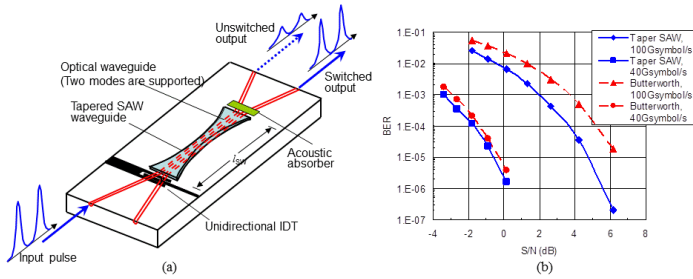 Unswitched
output
Optical waveguide
(Two modes are supported)
Switched
output
Tapered SAW
waveguide
lsw
Acoustic
absorber
Unidirectional IDT
Input pulse
(a)
(b)
1.E-01
1.E-02
1.E-03
1.E-04
1.E-05
1.E-06
1.E-07
BER
-4
-2
0
2
4
6
8
S/N (dB)
Taper SAW,
100Gsymbol/s
Taper SAW,
40Gsymbol/s
Butterworth,
100Gsymbol/s
Butterworth,
40Gsymbol/s